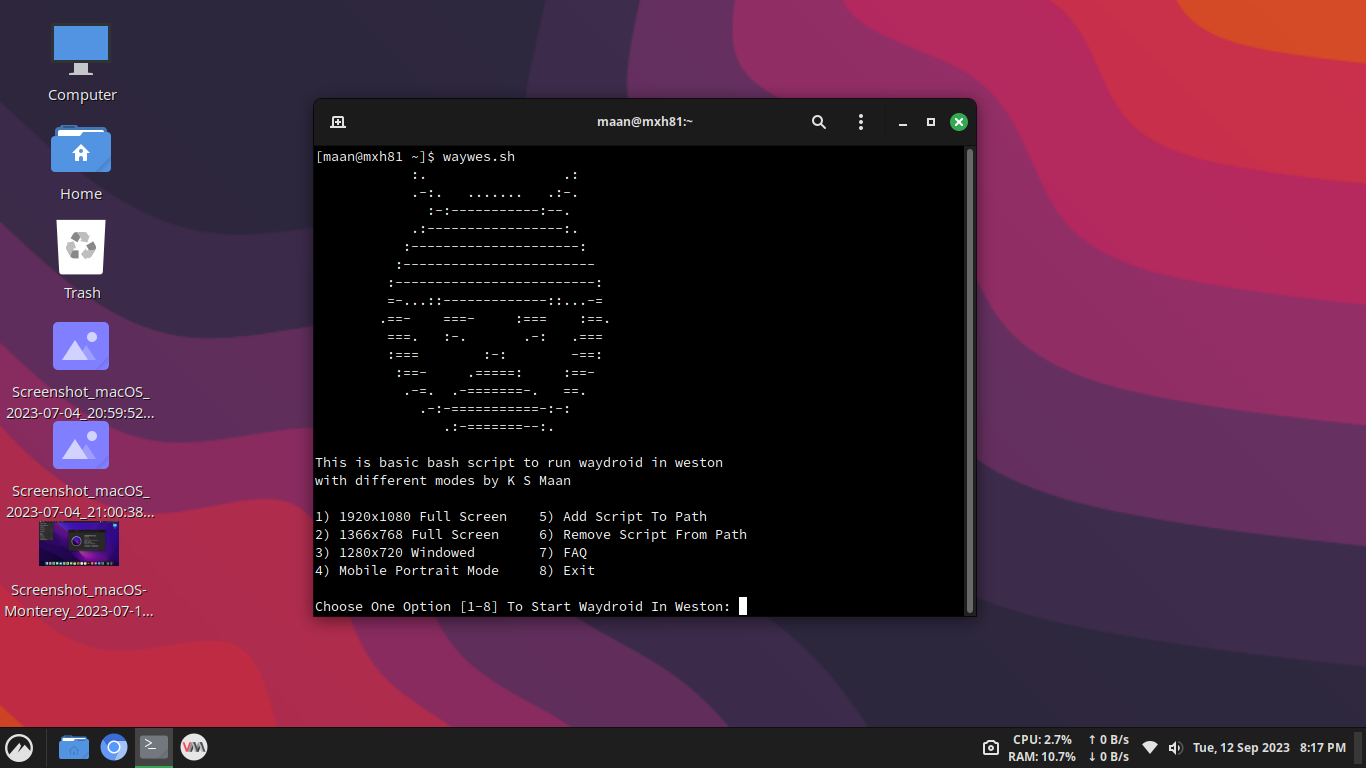 Computer
Home
Trash
Screenshot_macOS_
2023-07-04_20:59:52...
Screenshot_macOS_
2023-07-04_21:00:38...
Screenshot_macOS-
Monterey_2023-07-1...
maan@mxh81:~
[maan@mxh81 ~]$ waywes.sh
This is basic bash script to run waydroid in weston
with different modes by K S Maan
1) 1920x1080 Full Screen    5) Add Script To Path
2) 1366x768 Full Screen     6) Remove Script From Path
3) 1280x720 Windowed        7) FAQ
4) Mobile Portrait Mode     8) Exit
Choose One Option [1-8] To Start Waydroid In Weston:
CPU: 2.7% ↑ 0 B/s
RAM: 10.7% ↓ 0 B/s
Tue, 12 Sep 2023 8:17 PM